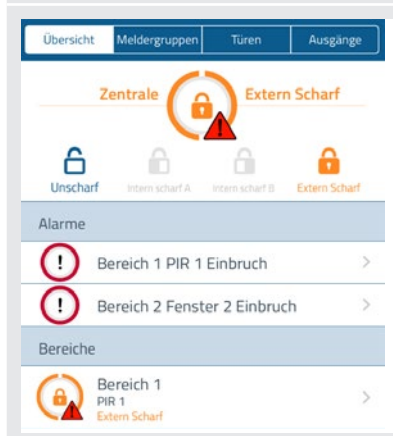 Übersicht Meldergruppen Türen Ausgänge
Zentrale Extern Scharf
Unscharf Intern scharf A Intern scharf B Extern Scharf
Alarme
! Bereich 1 PIR 1 Einbruch
! Bereich 2 Fenster 2 Einbruch
Bereiche
Bereich 1
PIR 1
Extern Scharf